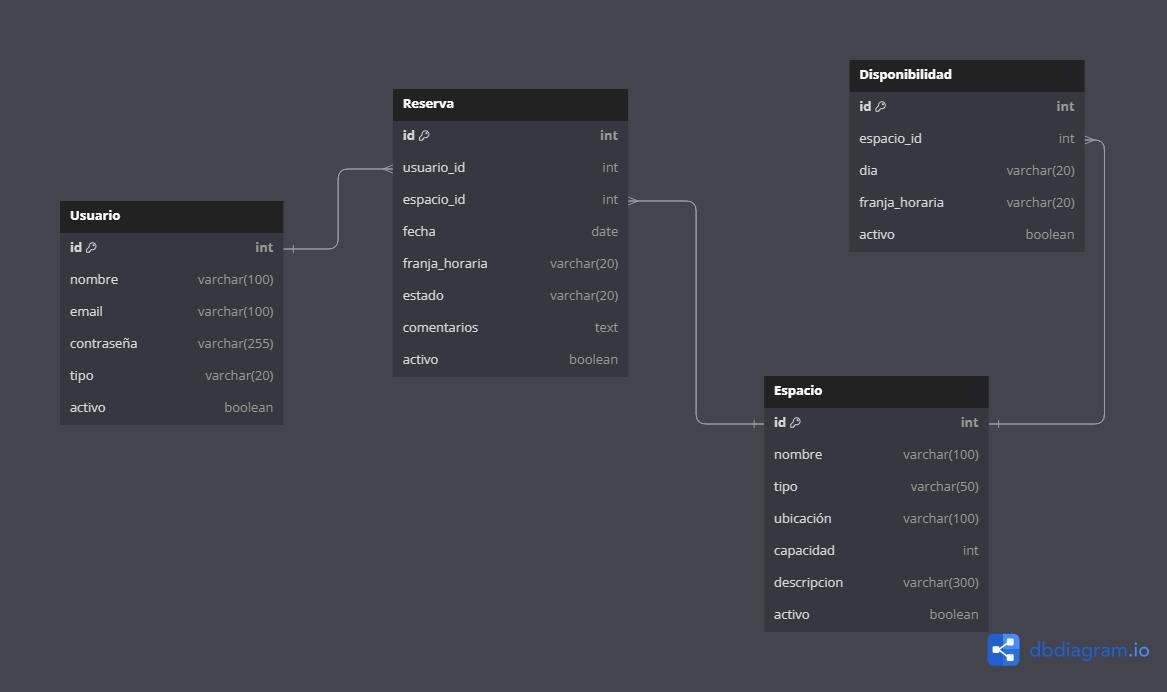 Usuario
id int
nombre varchar(100)
email varchar(100)
contraseña varchar(255)
tipo varchar(20)
activo boolean
Reserva
id int
usuario_id int
espacio_id int
fecha date
franja_horaria varchar(20)
estado varchar(20)
comentarios text
activo boolean
Disponibilidad
id int
espacio_id int
dia varchar(20)
franja_horaria varchar(20)
activo boolean
Espacio
id int
nombre varchar(100)
tipo varchar(50)
ubicación varchar(100)
capacidad int
descripcion varchar(300)
activo boolean
dbdiagram.io